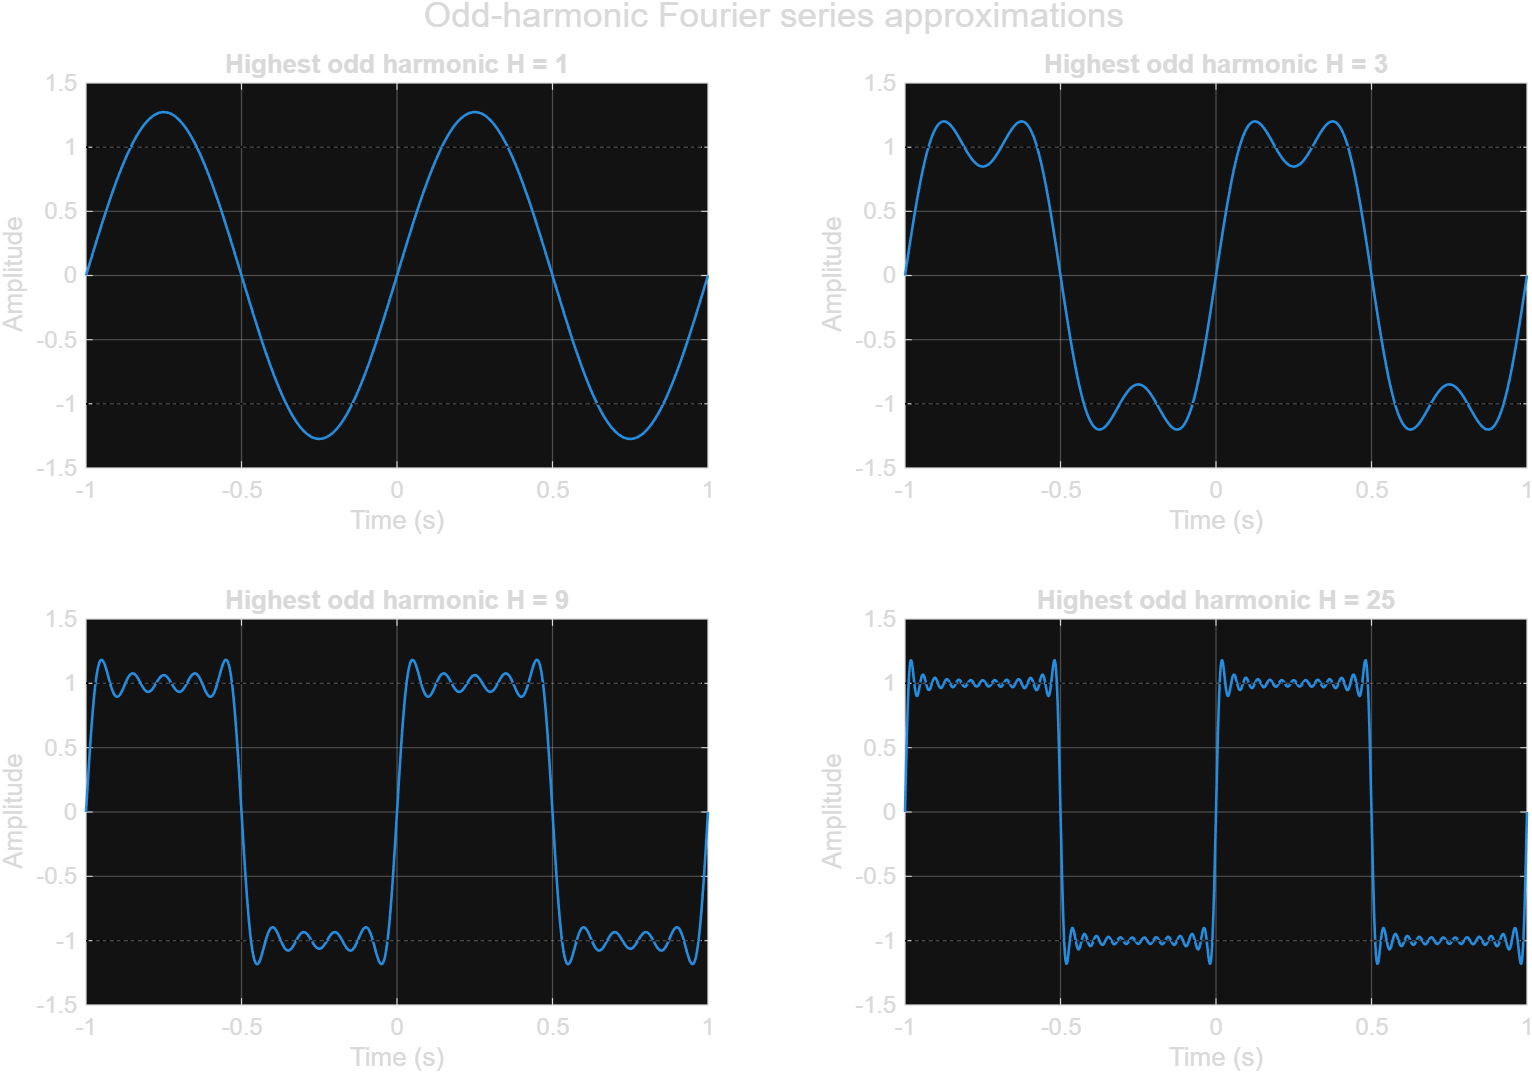 Odd-harmonic Fourier series approximations
Highest odd harmonic H = 1
1.5
1
0.5
0
-0.5
-1
-1.5
Amplitude
-1 -0.5 0 0.5 1
Time (s)
Highest odd harmonic H = 3
1.5
1
0.5
0
-0.5
-1
-1.5
Amplitude
-1 -0.5 0 0.5 1
Time (s)
Highest odd harmonic H = 9
1.5
1
0.5
0
-0.5
-1
-1.5
Amplitude
-1 -0.5 0 0.5 1
Time (s)
Highest odd harmonic H = 25
1.5
1
0.5
0
-0.5
-1
-1.5
Amplitude
-1 -0.5 0 0.5 1
Time (s)